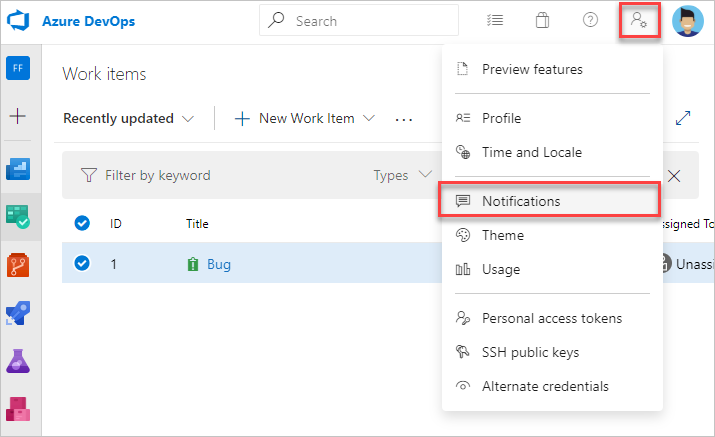 Azure DevOps
Search
FF
Work items
Preview features
Recently updated
New Work Item
...
Profile
Time and Locale
Filter by keyword
Types
Notifications
ID
Title
ssigned To
Theme
1
Bug
Unassi
Usage
Personal access tokens
SSH public keys
Alternate credentials